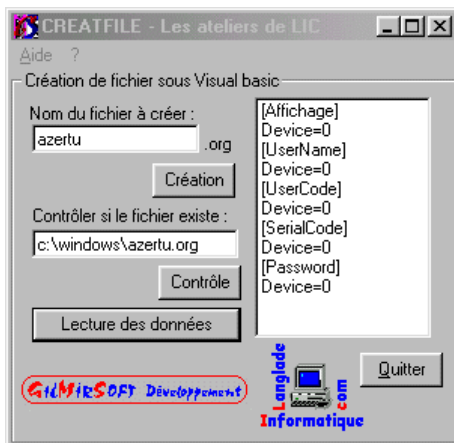 CREATFILE - Les ateliers de LIC
Aide ?
Création de fichier sous Visual basic
Nom du fichier à créer :
azertu
.org
Création
Contrôler si le fichier existe :
c:\windows\azertu.org
Contrôle
Lecture des données
[Affichage]
Device=0
[UserName]
Device=0
[UserCode]
Device=0
[SerialCode]
Device=0
[Password]
Device=0
GilMirSoft Développement
Langlade
Informatique
com
Quitter